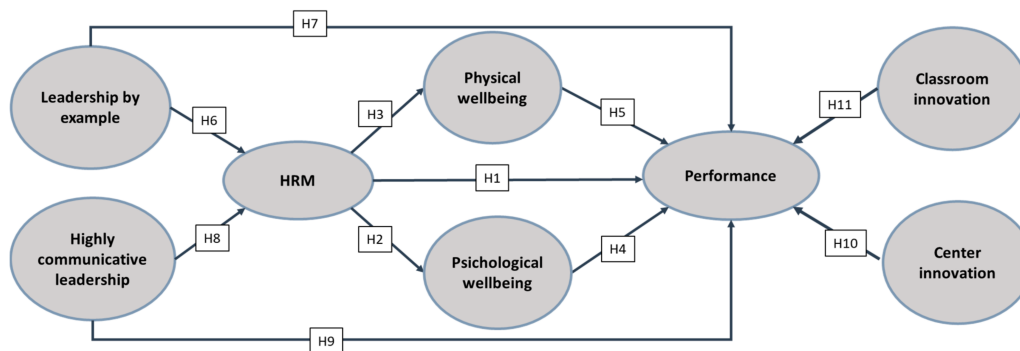 H7
Leadership by
example
H6
Highly
communicative
leadership
H8
HRM
H3
H2
H1
Physical
wellbeing
Psichological
wellbeing
H5
H4
Performance
H9
Classroom
innovation
H11
H10
Center
innovation